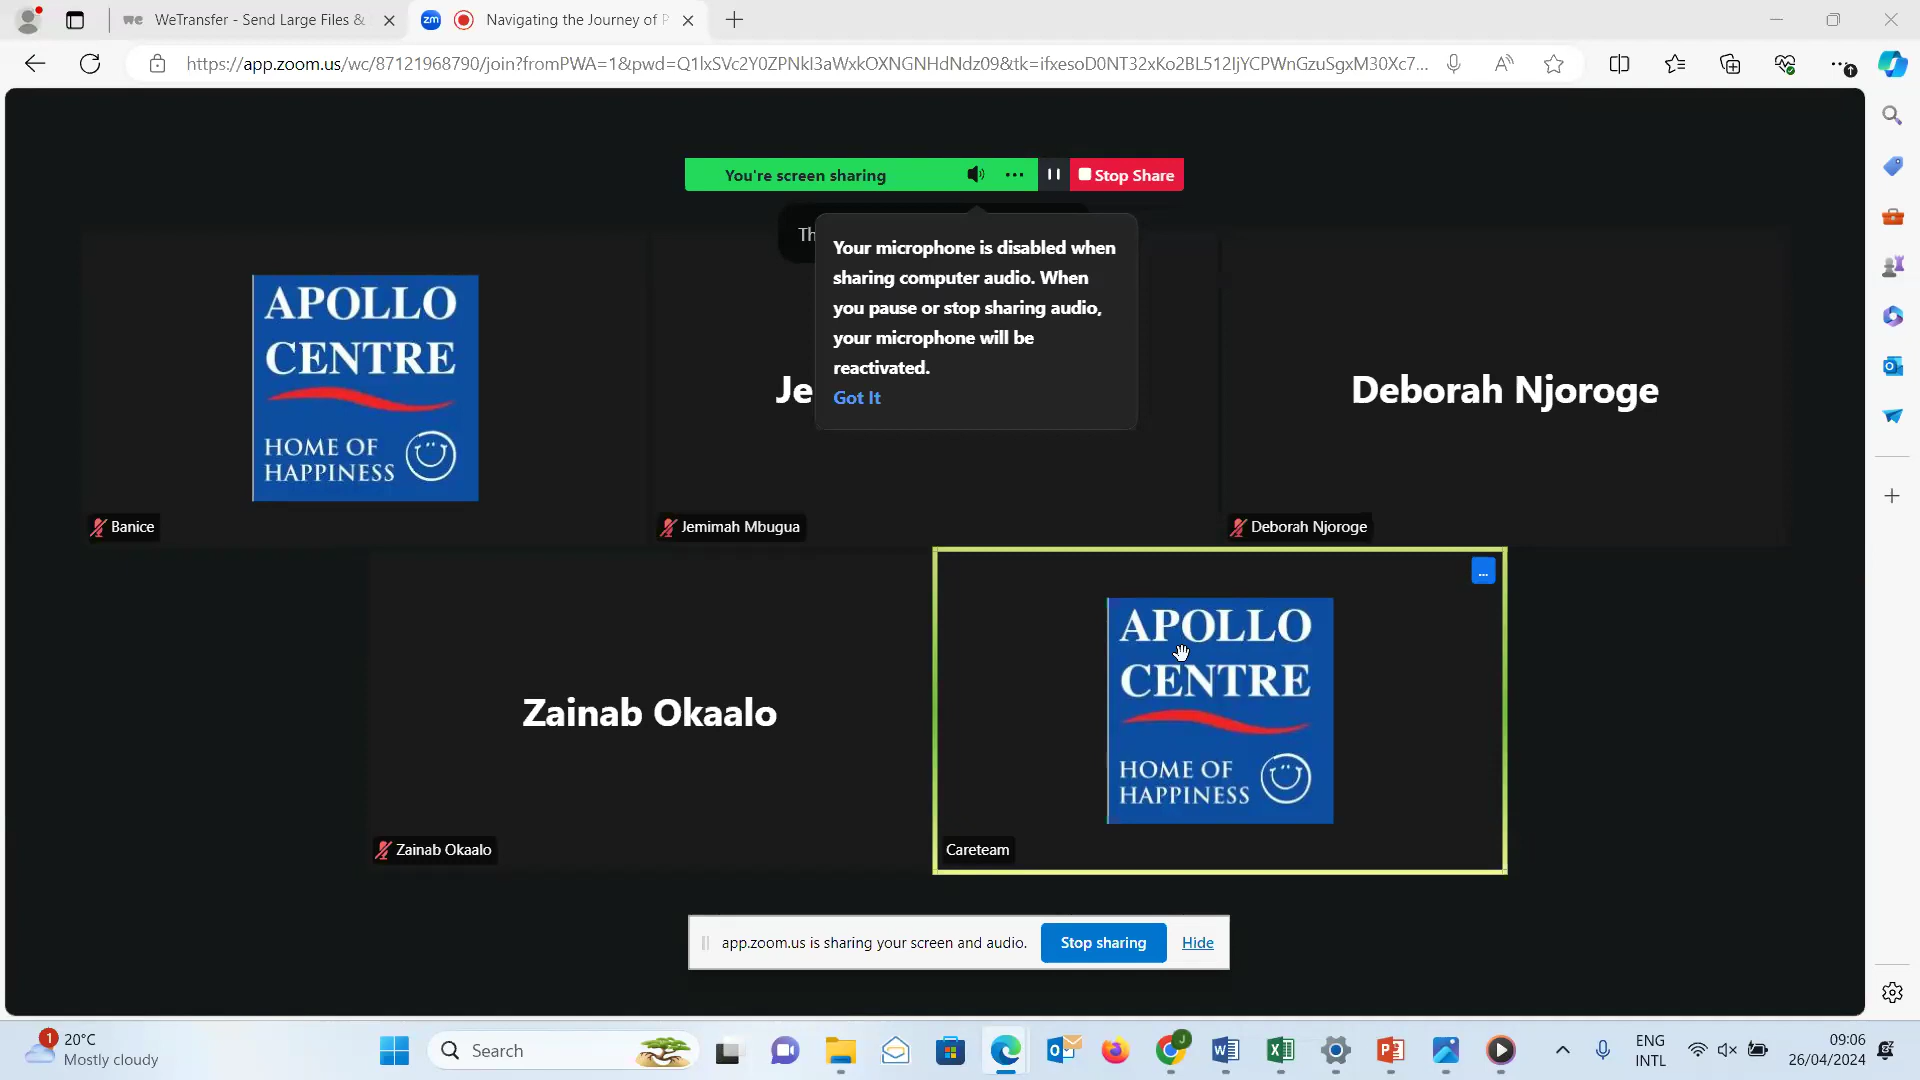 WeTransfer - Send Large Files &
zm
Navigating the Journey of P
https://app.zoom.us/wc/87121968790/join?fromPWA=1&pwd=Q1lxSVc2Y0ZPNkl3aWxkOXNGNHdNdz09&tk=ifxesoD0NT32xKo2BL512IjYCPWnGzuSgxM30Xc7...
You're screen sharing
Stop Share
Th
Your microphone is disabled when
sharing computer audio. When
you pause or stop sharing audio,
your microphone will be
reactivated.
Got It
APOLLO
CENTRE
HOME OF
HAPPINESS
Je
Deborah Njoroge
Banice
Jemimah Mbugua
Deborah Njoroge
Zainab Okaalo
APOLLO
CENTRE
HOME OF
HAPPINESS
Zainab Okaalo
Careteam
app.zoom.us is sharing your screen and audio.
Stop sharing
Hide
1
20°C
Mostly cloudy
Search
ENG
INTL
09:06
26/04/2024